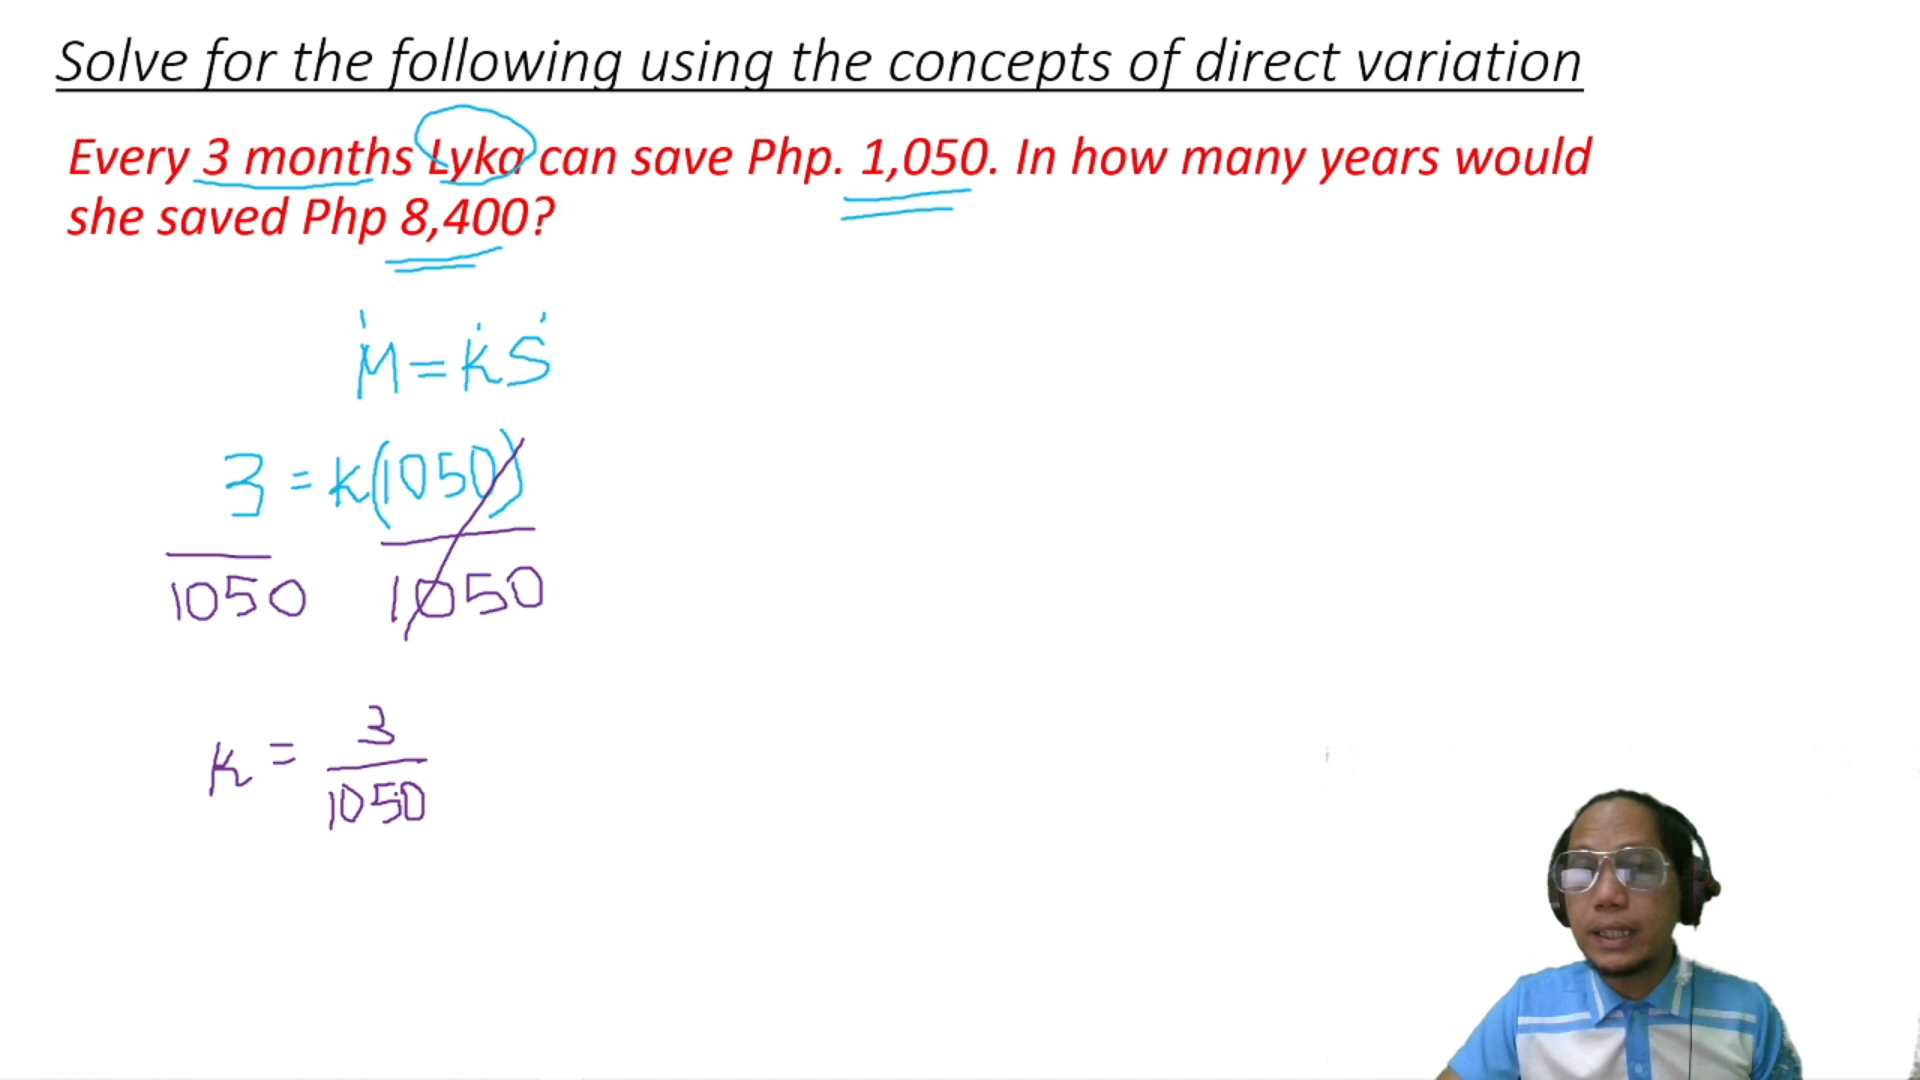 Solve for the following using the concepts of direct variation
Every 3 months Lyka can save Php. 1,050. In how many years would
she saved Php 8,400?
M = kS
3 = k(1050)
1050 1050
k = 3
1050